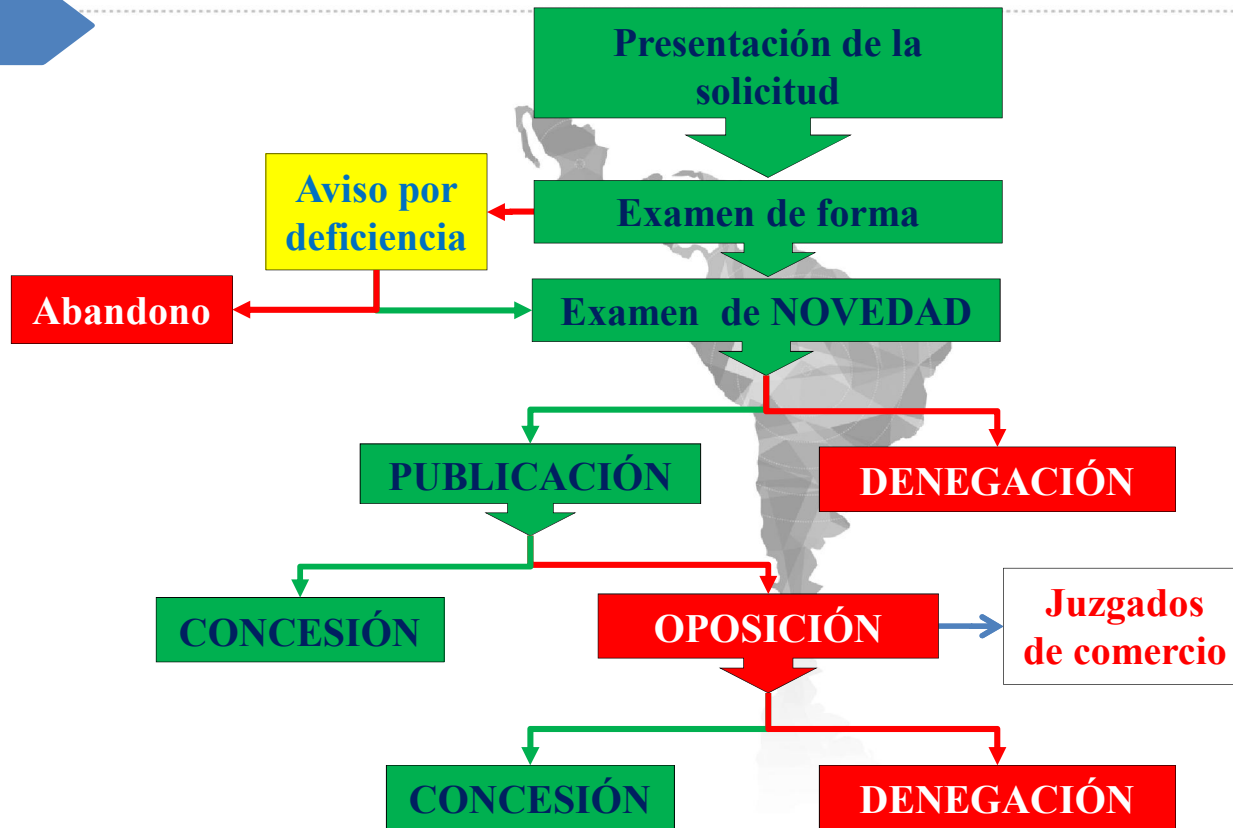 Presentación de la
solicitud
Aviso por
deficiencia
Examen de forma
Abandono
Examen de NOVEDAD
PUBLICACIÓN
DENEGACIÓN
CONCESIÓN
OPOSICIÓN
Juzgados
de comercio
CONCESIÓN
DENEGACIÓN